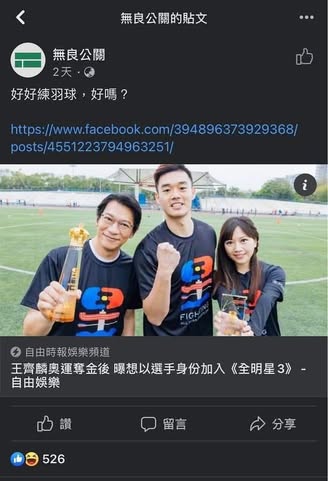 無良公關的貼文
無良公關
2天
好好練羽球，好嗎？
https://www.facebook.com/394896373929368/
posts/4551223794963251/
FIGHTING
自由時報娛樂頻道
王齊麟奧運奪金後 曝想以選手身份加入《全明星3》 -
自由娛樂
讚
留言
分享
526